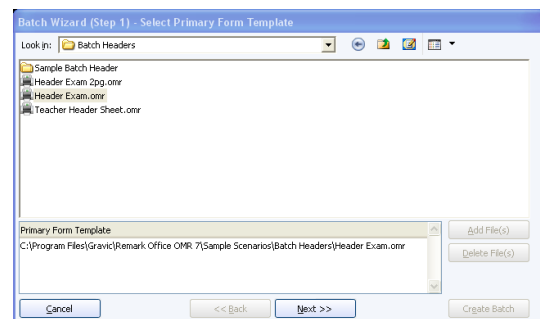 Batch Wizard (Step 1) - Select Primary Form Template
Look in: Batch Headers
Sample Batch Header
Header Exam 2pg.omr
Header Exam.omr
Teacher Header Sheet.omr
Primary Form Template
C:\Program Files\Gravic\Remark Office OMR 7\Sample Scenarios\Batch Headers\Header Exam.omr
Add File(s)
Delete File(s)
Cancel << Back Next >> Create Batch